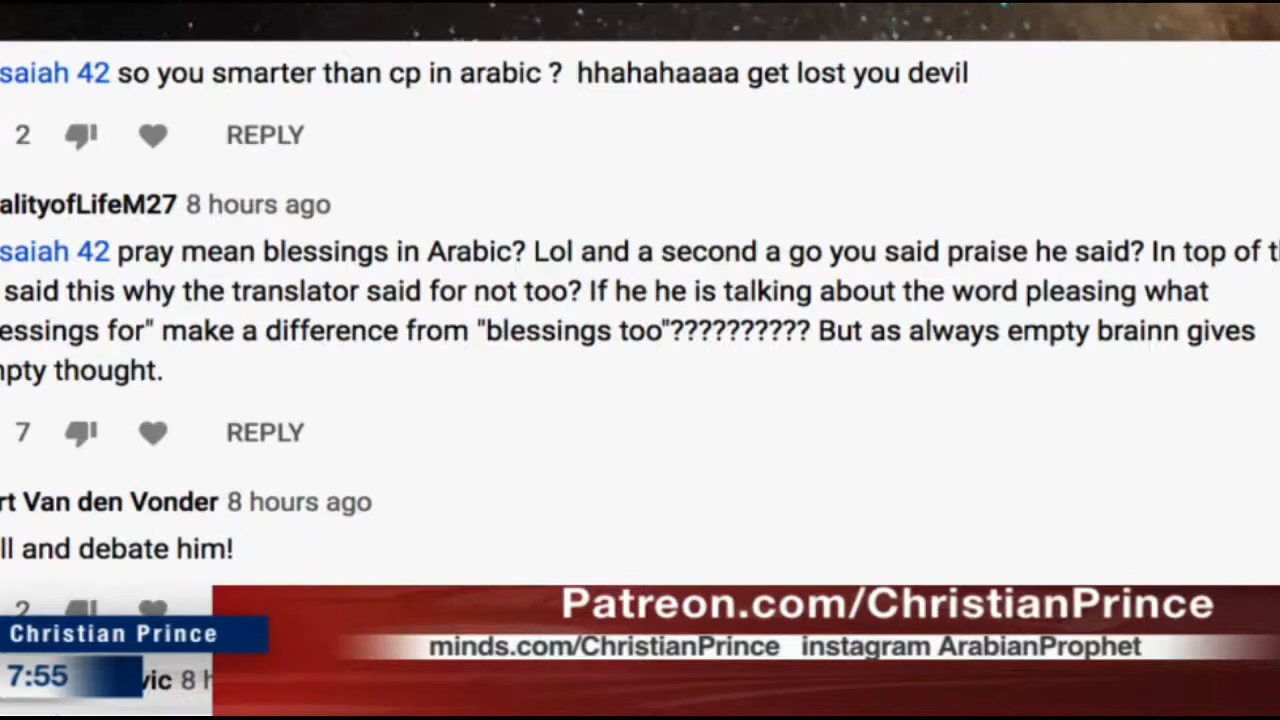 saiah 42 so you smarter than cp in arabic ? hhahahaaaa get lost you devil
2 REPLY
alityofLifeM27 8 hours ago
saiah 42 pray mean blessings in Arabic? Lol and a second a go you said praise he said? In top of th
said this why the translator said for not too? If he he is talking about the word pleasing what
essings for" make a difference from "blessings too"?????????? But as always empty brainn gives
npty thought.
7 REPLY
rt Van den Vonder 8 hours ago
ll and debate him!
2
Patreon.com/ChristianPrince
Christian Prince
minds.com/ChristianPrince instagram ArabianProphet
7:55 vic 8 h